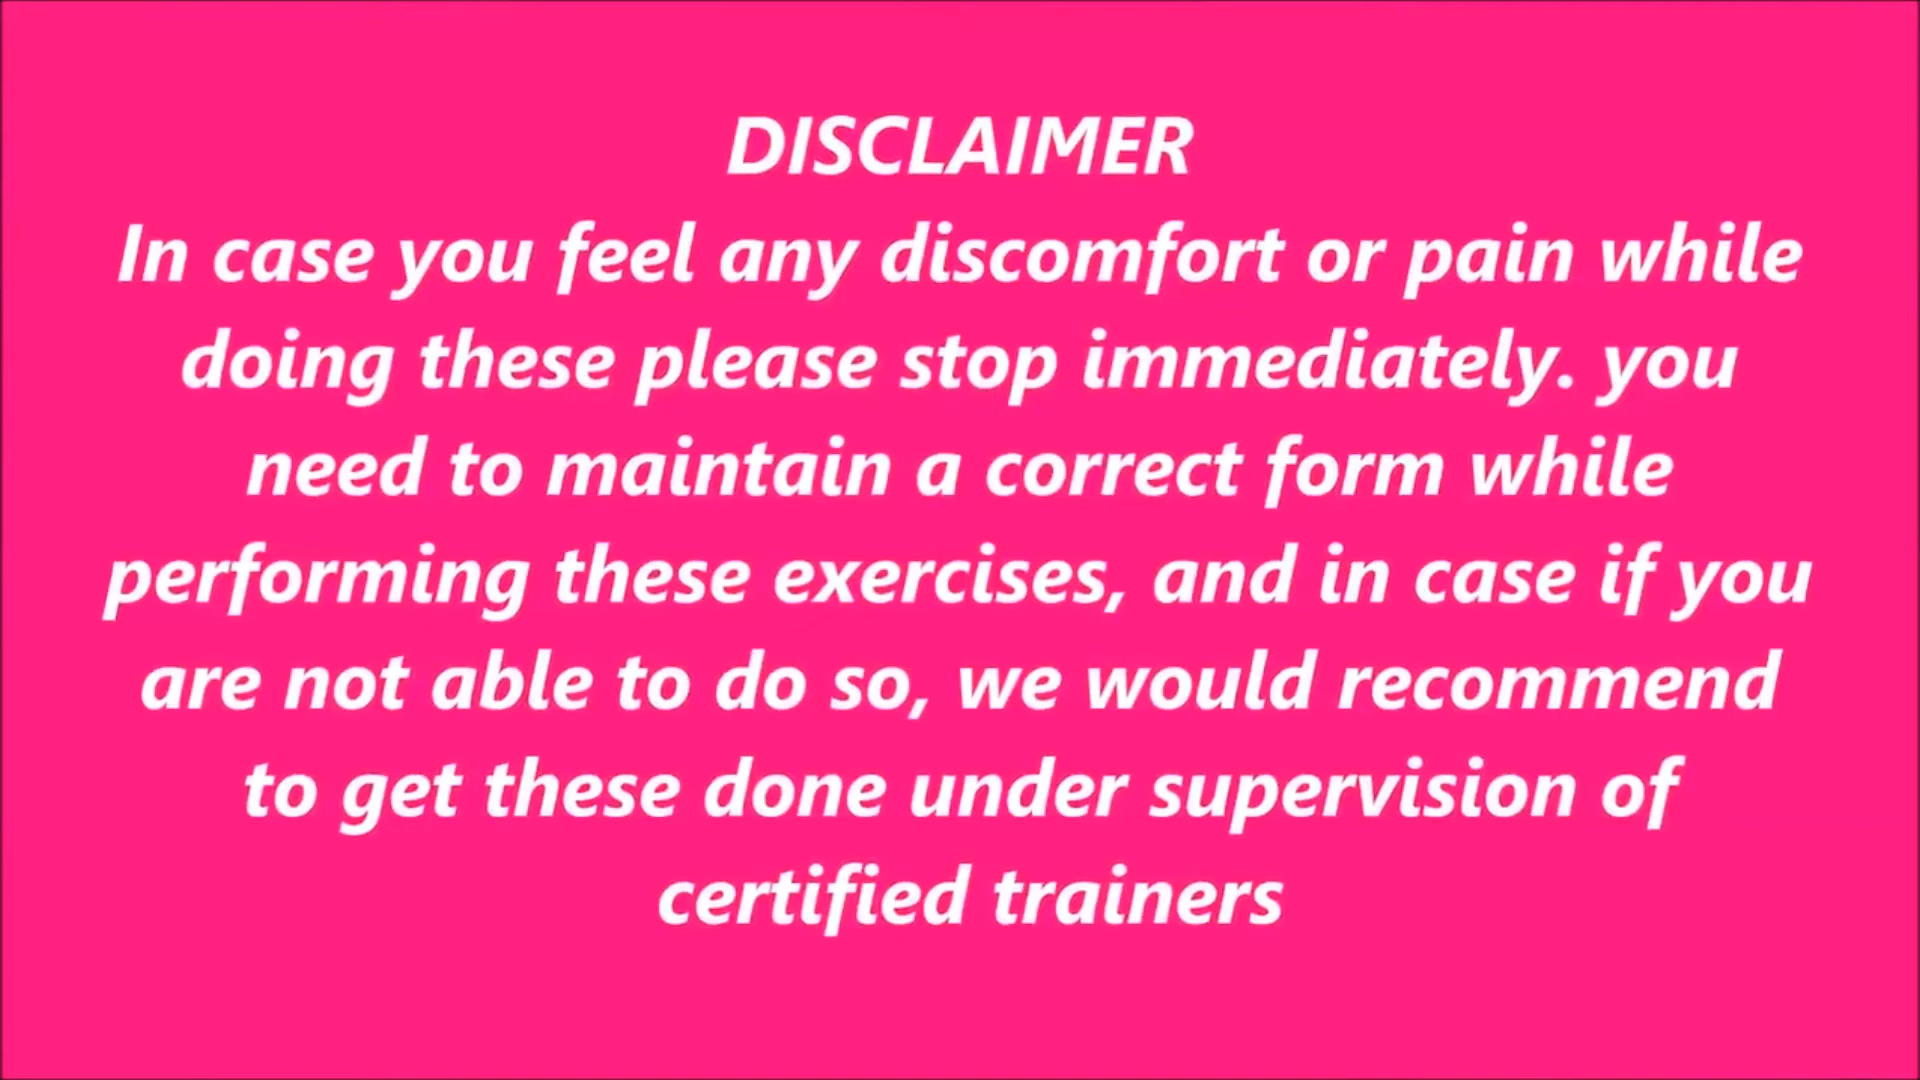 DISCLAIMER
In case you feel any discomfort or pain while
doing these please stop immediately. you
need to maintain a correct form while
performing these exercises, and in case if you
are not able to do so, we would recommend
to get these done under supervision of
certified trainers